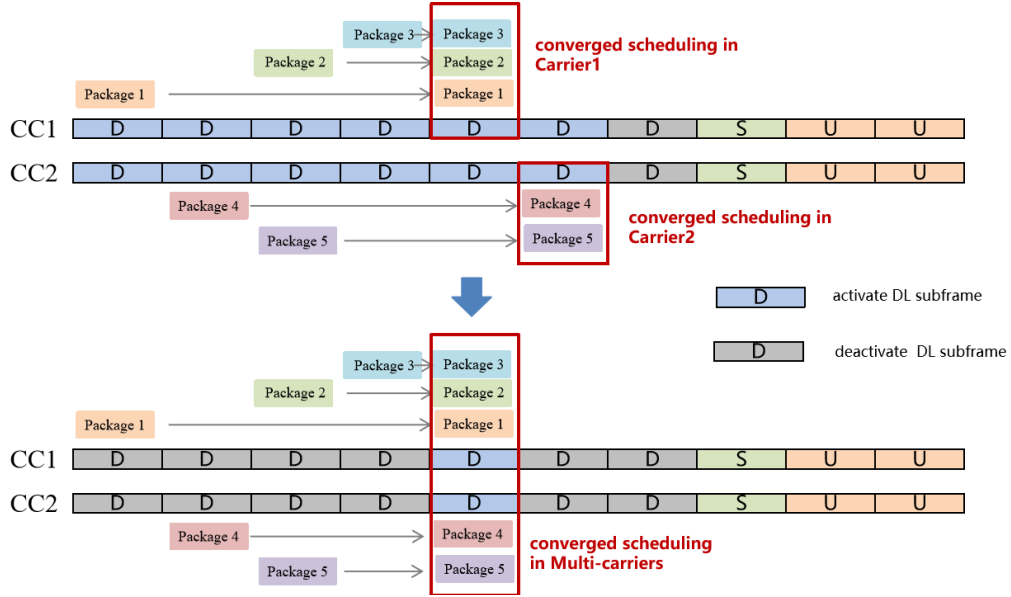 Package 3 Package 3
converged scheduling in
Carrier1
Package 2 Package 2
Package 1 Package 1
CC1 D D D D D D D S U U
CC2 D D D D D D D S U U
Package 4 Package 4
converged scheduling in
Carrier2
Package 5 Package 5
D activate DL subframe
D deactivate DL subframe
Package 3 Package 3
Package 2 Package 2
Package 1 Package 1
CC1 D D D D D D D S U U
CC2 D D D D D D D S U U
Package 4 Package 4
converged scheduling
in Multi-carriers
Package 5 Package 5